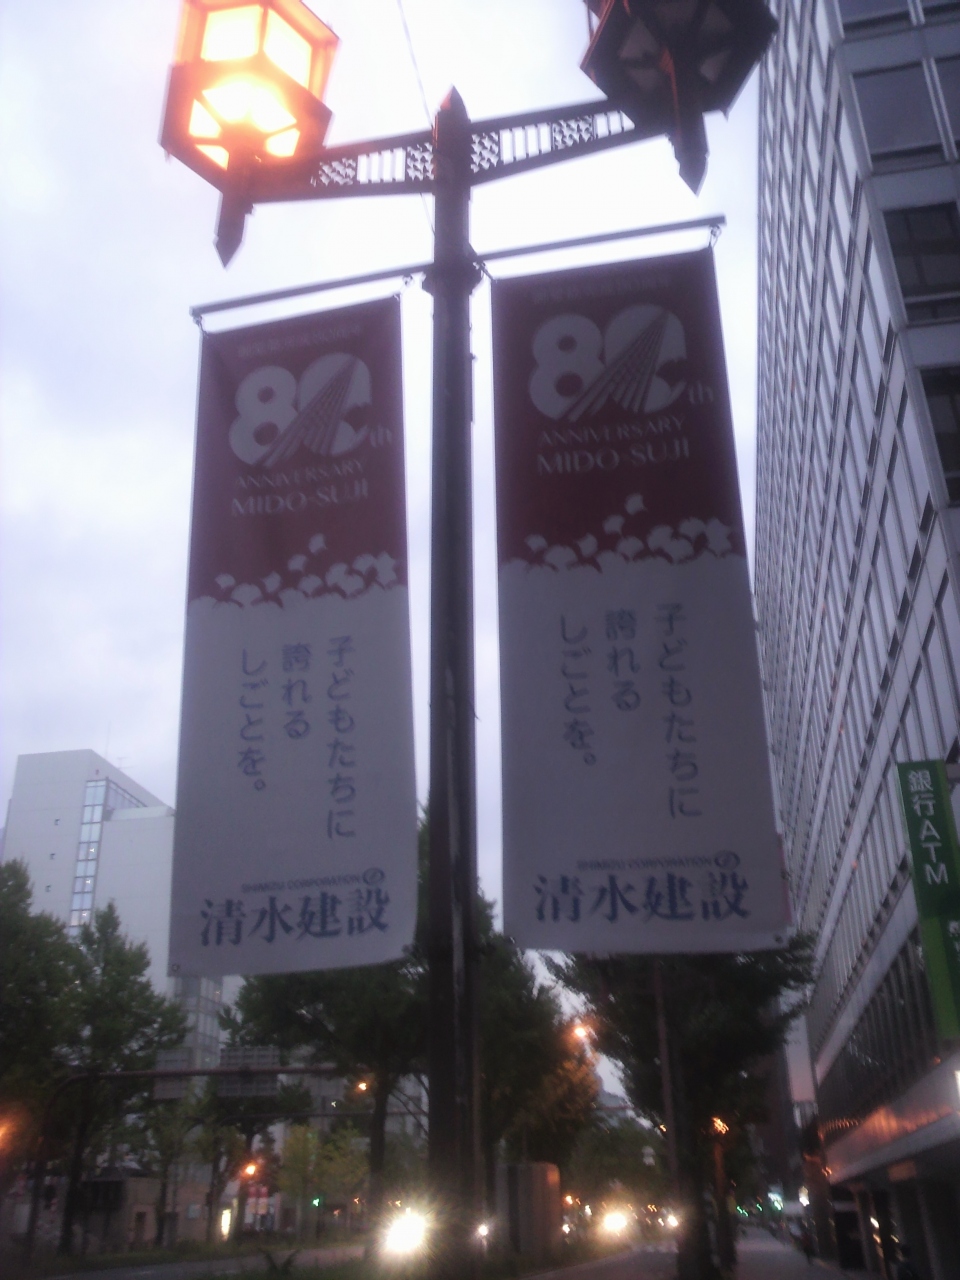 80th
ANNIVERSARY
MIDO-SUJI
子どもたちに
誇れる
しごとを。
SHIMIZU CORPORATION
清水建設
80th
ANNIVERSARY
MIDO-SUJI
子どもたちに
誇れる
しごとを。
SHIMIZU CORPORATION
清水建設
銀行ATM